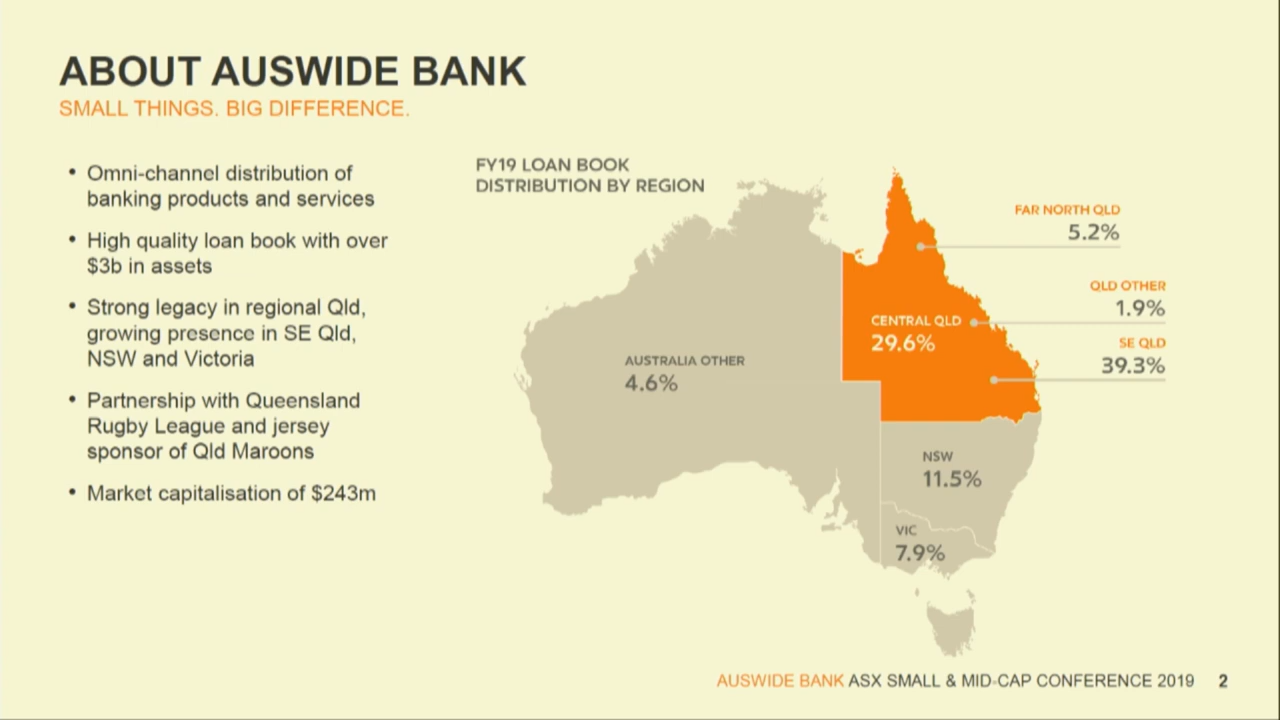 ABOUT AUSWIDE BANK
SMALL THINGS. BIG DIFFERENCE.
• Omni-channel distribution of
banking products and services
• High quality loan book with over
$3b in assets
• Strong legacy in regional Qld,
growing presence in SE Qld,
NSW and Victoria
• Partnership with Queensland
Rugby League and jersey
sponsor of Qld Maroons
• Market capitalisation of $243m
FY19 LOAN BOOK
DISTRIBUTION BY REGION
FAR NORTH QLD
5.2%
QLD OTHER
1.9%
CENTRAL QLD
29.6%
SE QLD
39.3%
AUSTRALIA OTHER
4.6%
NSW
11.5%
VIC
7.9%
AUSWIDE BANK ASX SMALL & MID-CAP CONFERENCE 2019 2